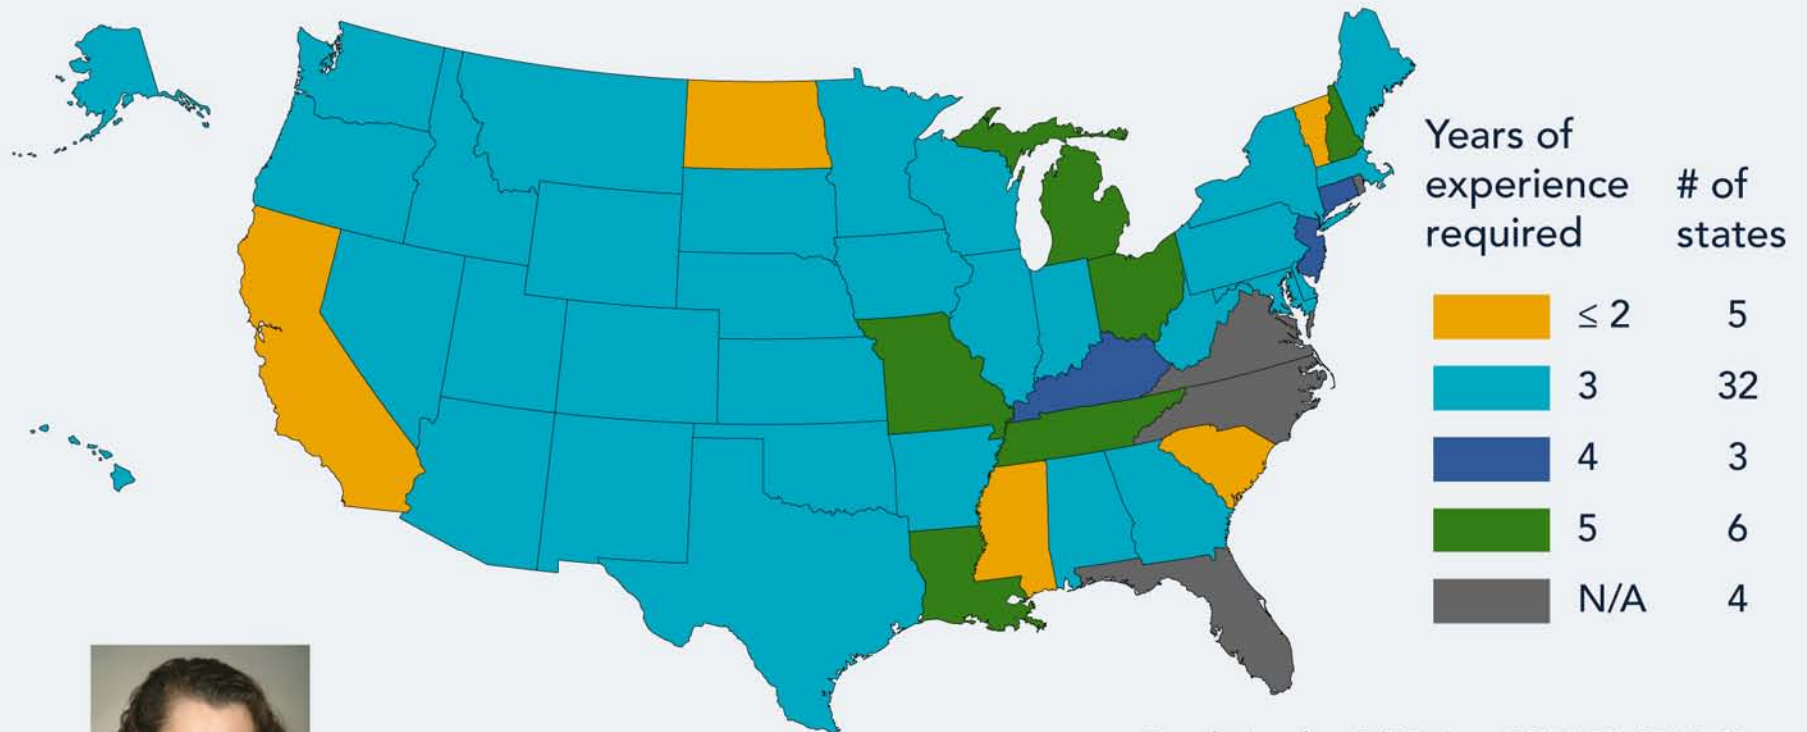 Years of
experience # of
required states
≤ 2 5
3 32
4 3
5 6
N/A 4